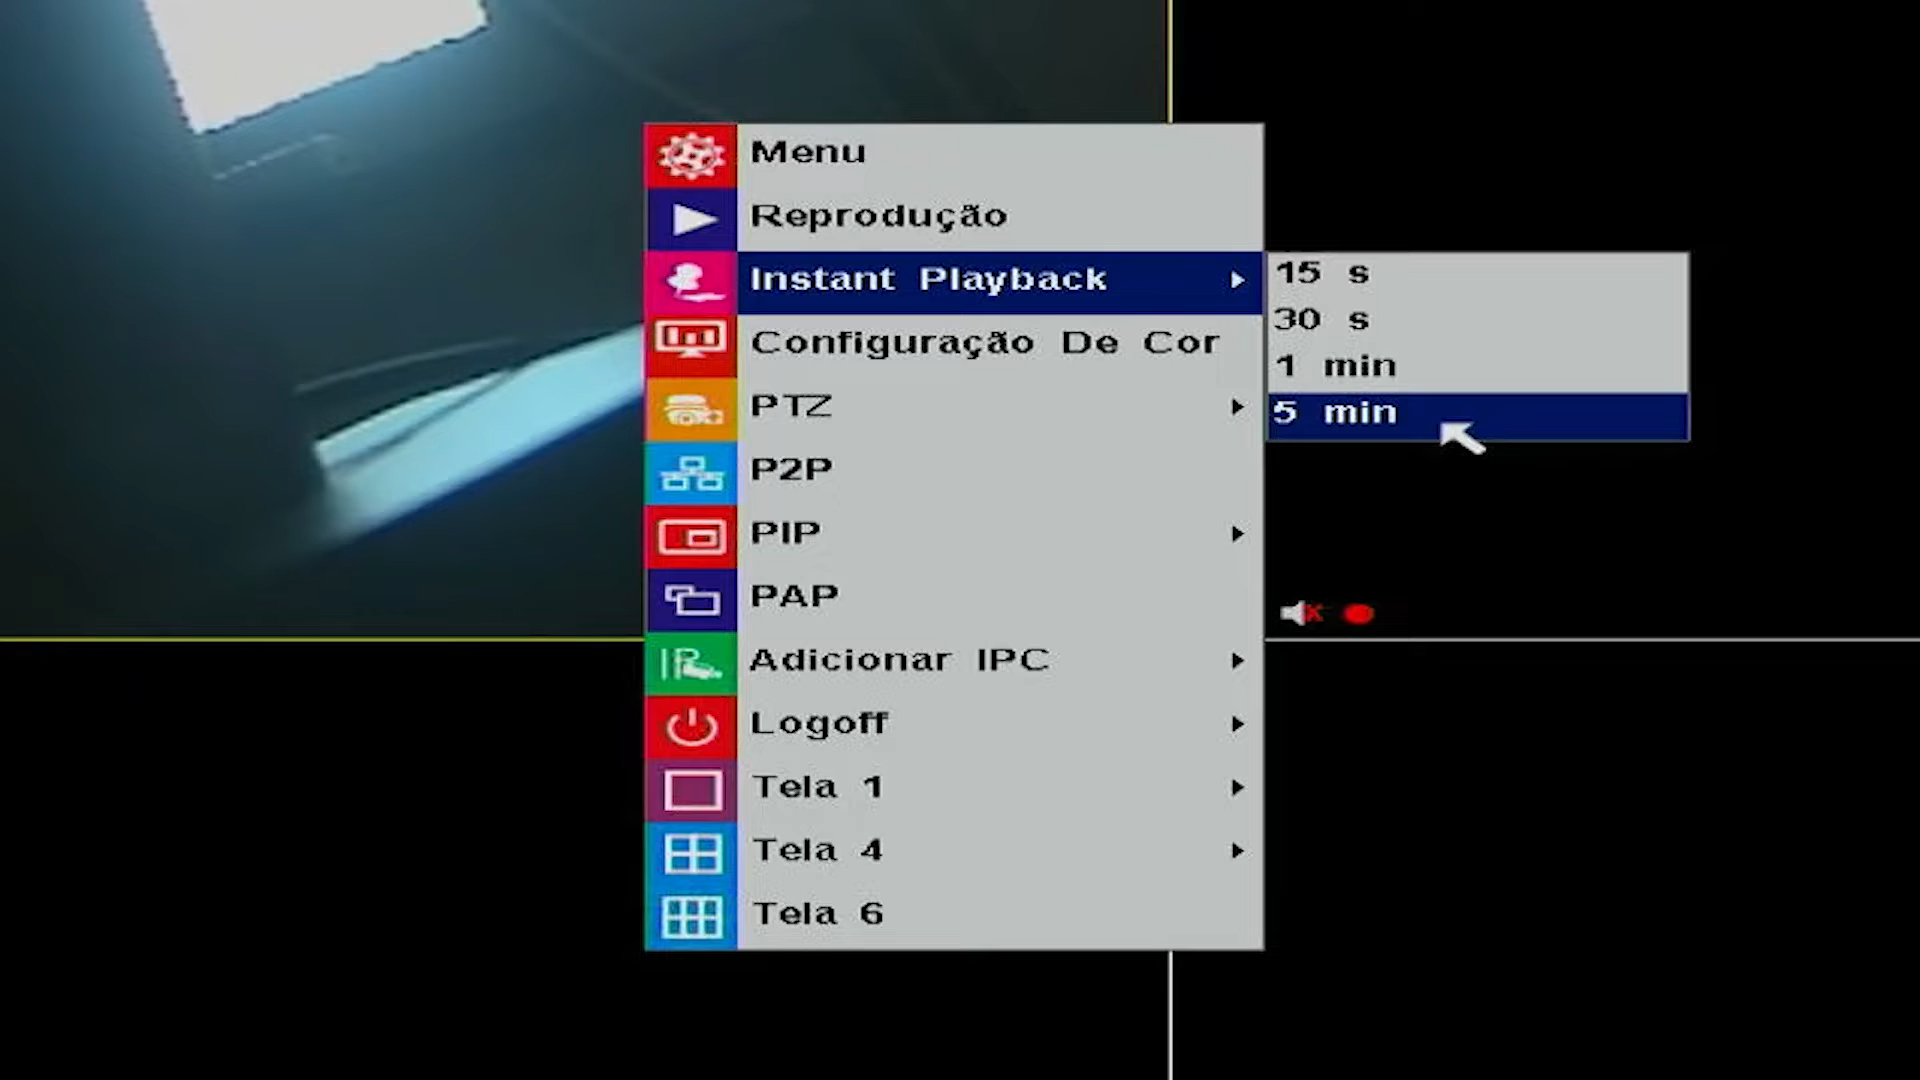 Menu
Reprodução
Instant Playback
Configuração De Cor
PTZ
P2P
PIP
PAP
Adicionar IPC
Logoff
Tela 1
Tela 4
Tela 6
15 s
30 s
1 min
5 min